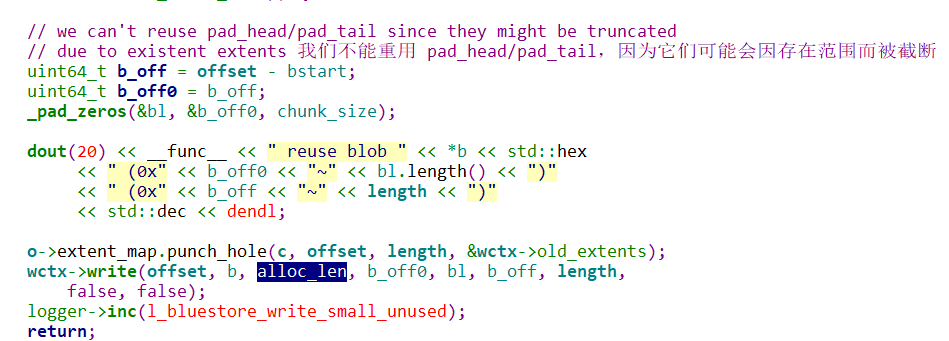 // we can't reuse pad_head/pad_tail since they might be truncated
// due to existent extents 我们不能重用 pad_head/pad_tail，因为它们可能会因存在范围而被截断
uint64_t b_off = offset - bstart;
uint64_t b_off0 = b_off;
_pad_zeros(&bl, &b_off0, chunk_size);
dout(20) << __func__ << " reuse blob " << *b << std::hex
<< " (0x" << b_off0 << "~" << bl.length() << ")"
<< " (0x" << b_off << "~" << length << ")"
<< std::dec << dendl;
o->extent_map.punch_hole(c, offset, length, &wctx->old_extents);
wctx->write(offset, b, alloc_len, b_off0, bl, b_off, length,
false, false);
logger->inc(l_bluestore_write_small_unused);
return;